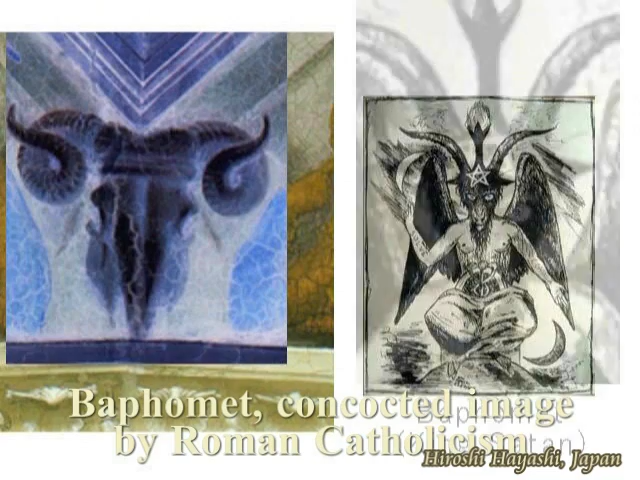 Baphomet, concocted image
by Roman Catholicism
Hiroshi Hayashi, Japan